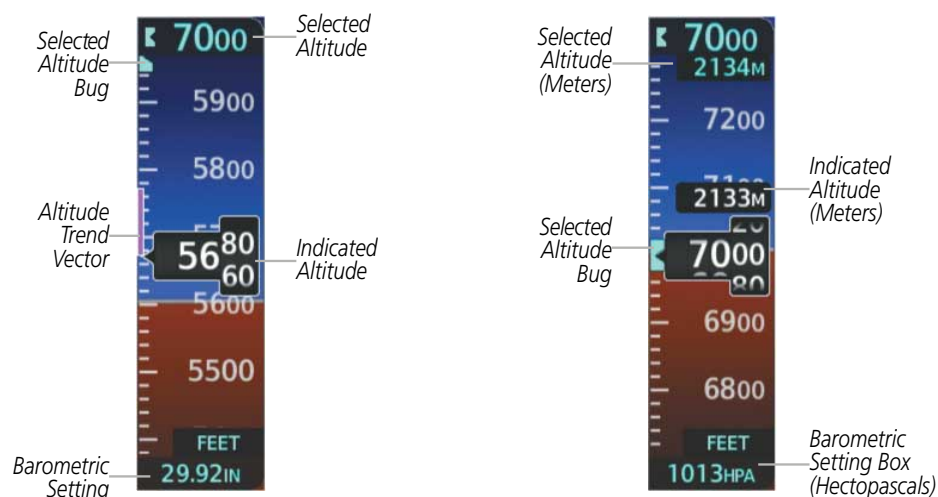 Selected
Altitude
Bug
7000
Selected
Altitude
5900
5800
Altitude
Trend
Vector
56
80
60
Indicated
Altitude
5600
5500
FEET
Barometric
Setting
29.92IN
Selected
Altitude
(Meters)
7000
2134M
7200
2133M
Indicated
Altitude
(Meters)
Selected
Altitude
Bug
7000
6900
6800
FEET
1013HPA
Barometric
Setting Box
(Hectopascals)